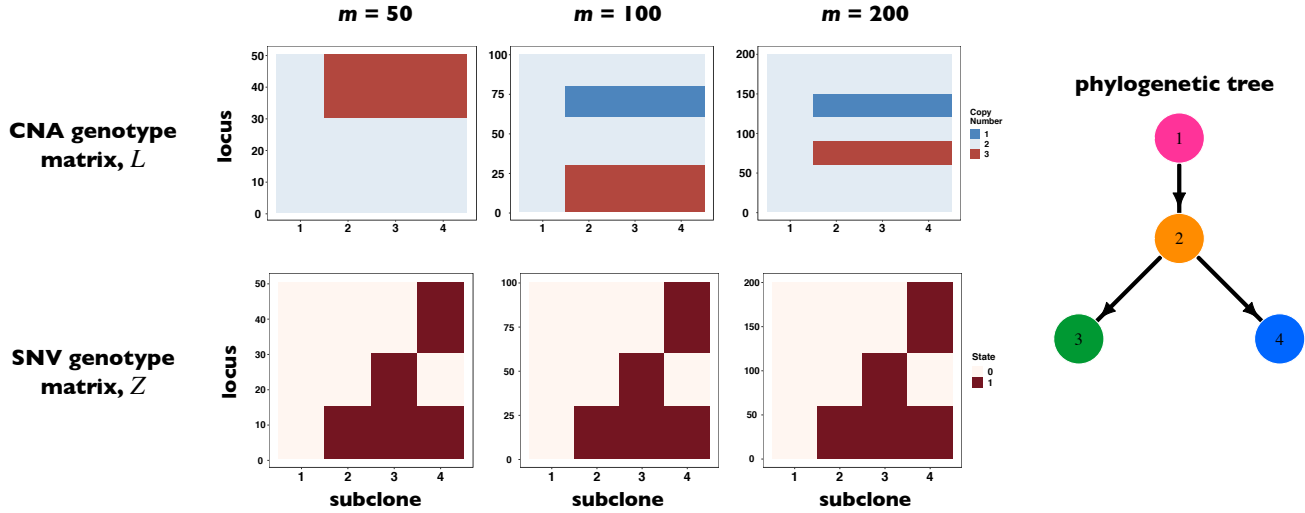 m = 50
m = 100
m = 200
CNA genotype
matrix, L
locus
50
40
30
20
10
0
1 2 3 4
100
75
50
25
0
1 2 3 4
200
150
100
50
0
1 2 3 4
Copy
Number
1
2
3
phylogenetic tree
1
2
3
4
SNV genotype
matrix, Z
locus
50
40
30
20
10
0
1 2 3 4
subclone
100
75
50
25
0
1 2 3 4
200
150
100
50
0
1 2 3 4
subclone
State
0
1